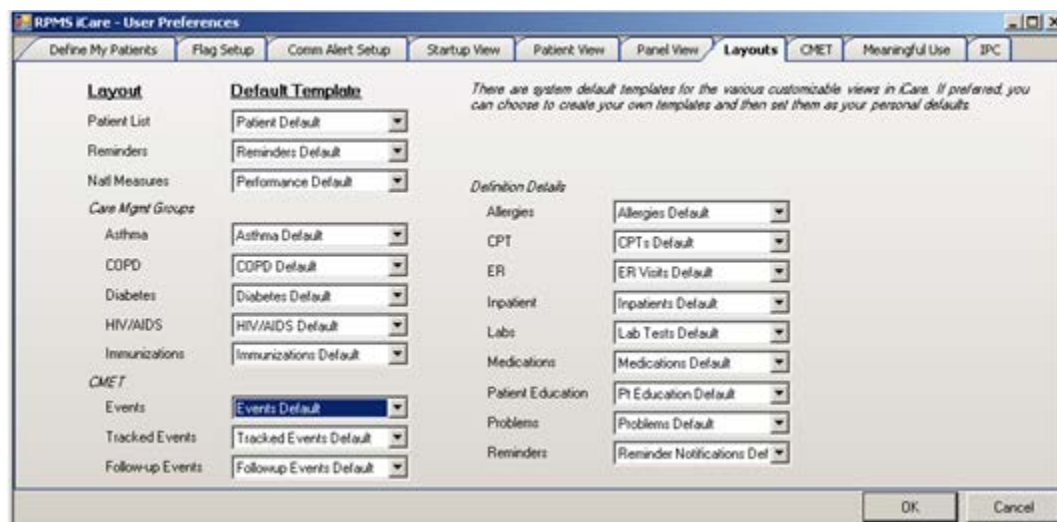 RPMS iCare - User Preferences
Define My Patients Flag Setup Comm Alert Setup Startup View Patient View Panel View Layouts CMET Meaningful Use IPC
Layout Default Template
There are system default templates for the various customizable views in iCare. If preferred, you
can choose to create your own templates and then set them as your personal defaults.
Patient List Patient Default
Reminders Reminders Default
Natl Measures Performance Default
Care Mgmt Groups
Asthma Asthma Default
COPD COPD Default
Diabetes Diabetes Default
HIV/AIDS HIV/AIDS Default
Immunizations Immunizations Default
CMET
Events Events Default
Tracked Events Tracked Events Default
Follow-up Events Followup Events Default
Definition Details
Allergies Allergies Default
CPT CPTs Default
ER ER Visits Default
Inpatient Inpatients Default
Labs Lab Tests Default
Medications Medications Default
Patient Education Pt Education Default
Problems Problems Default
Reminders Reminder Notifications Def
OK Cancel